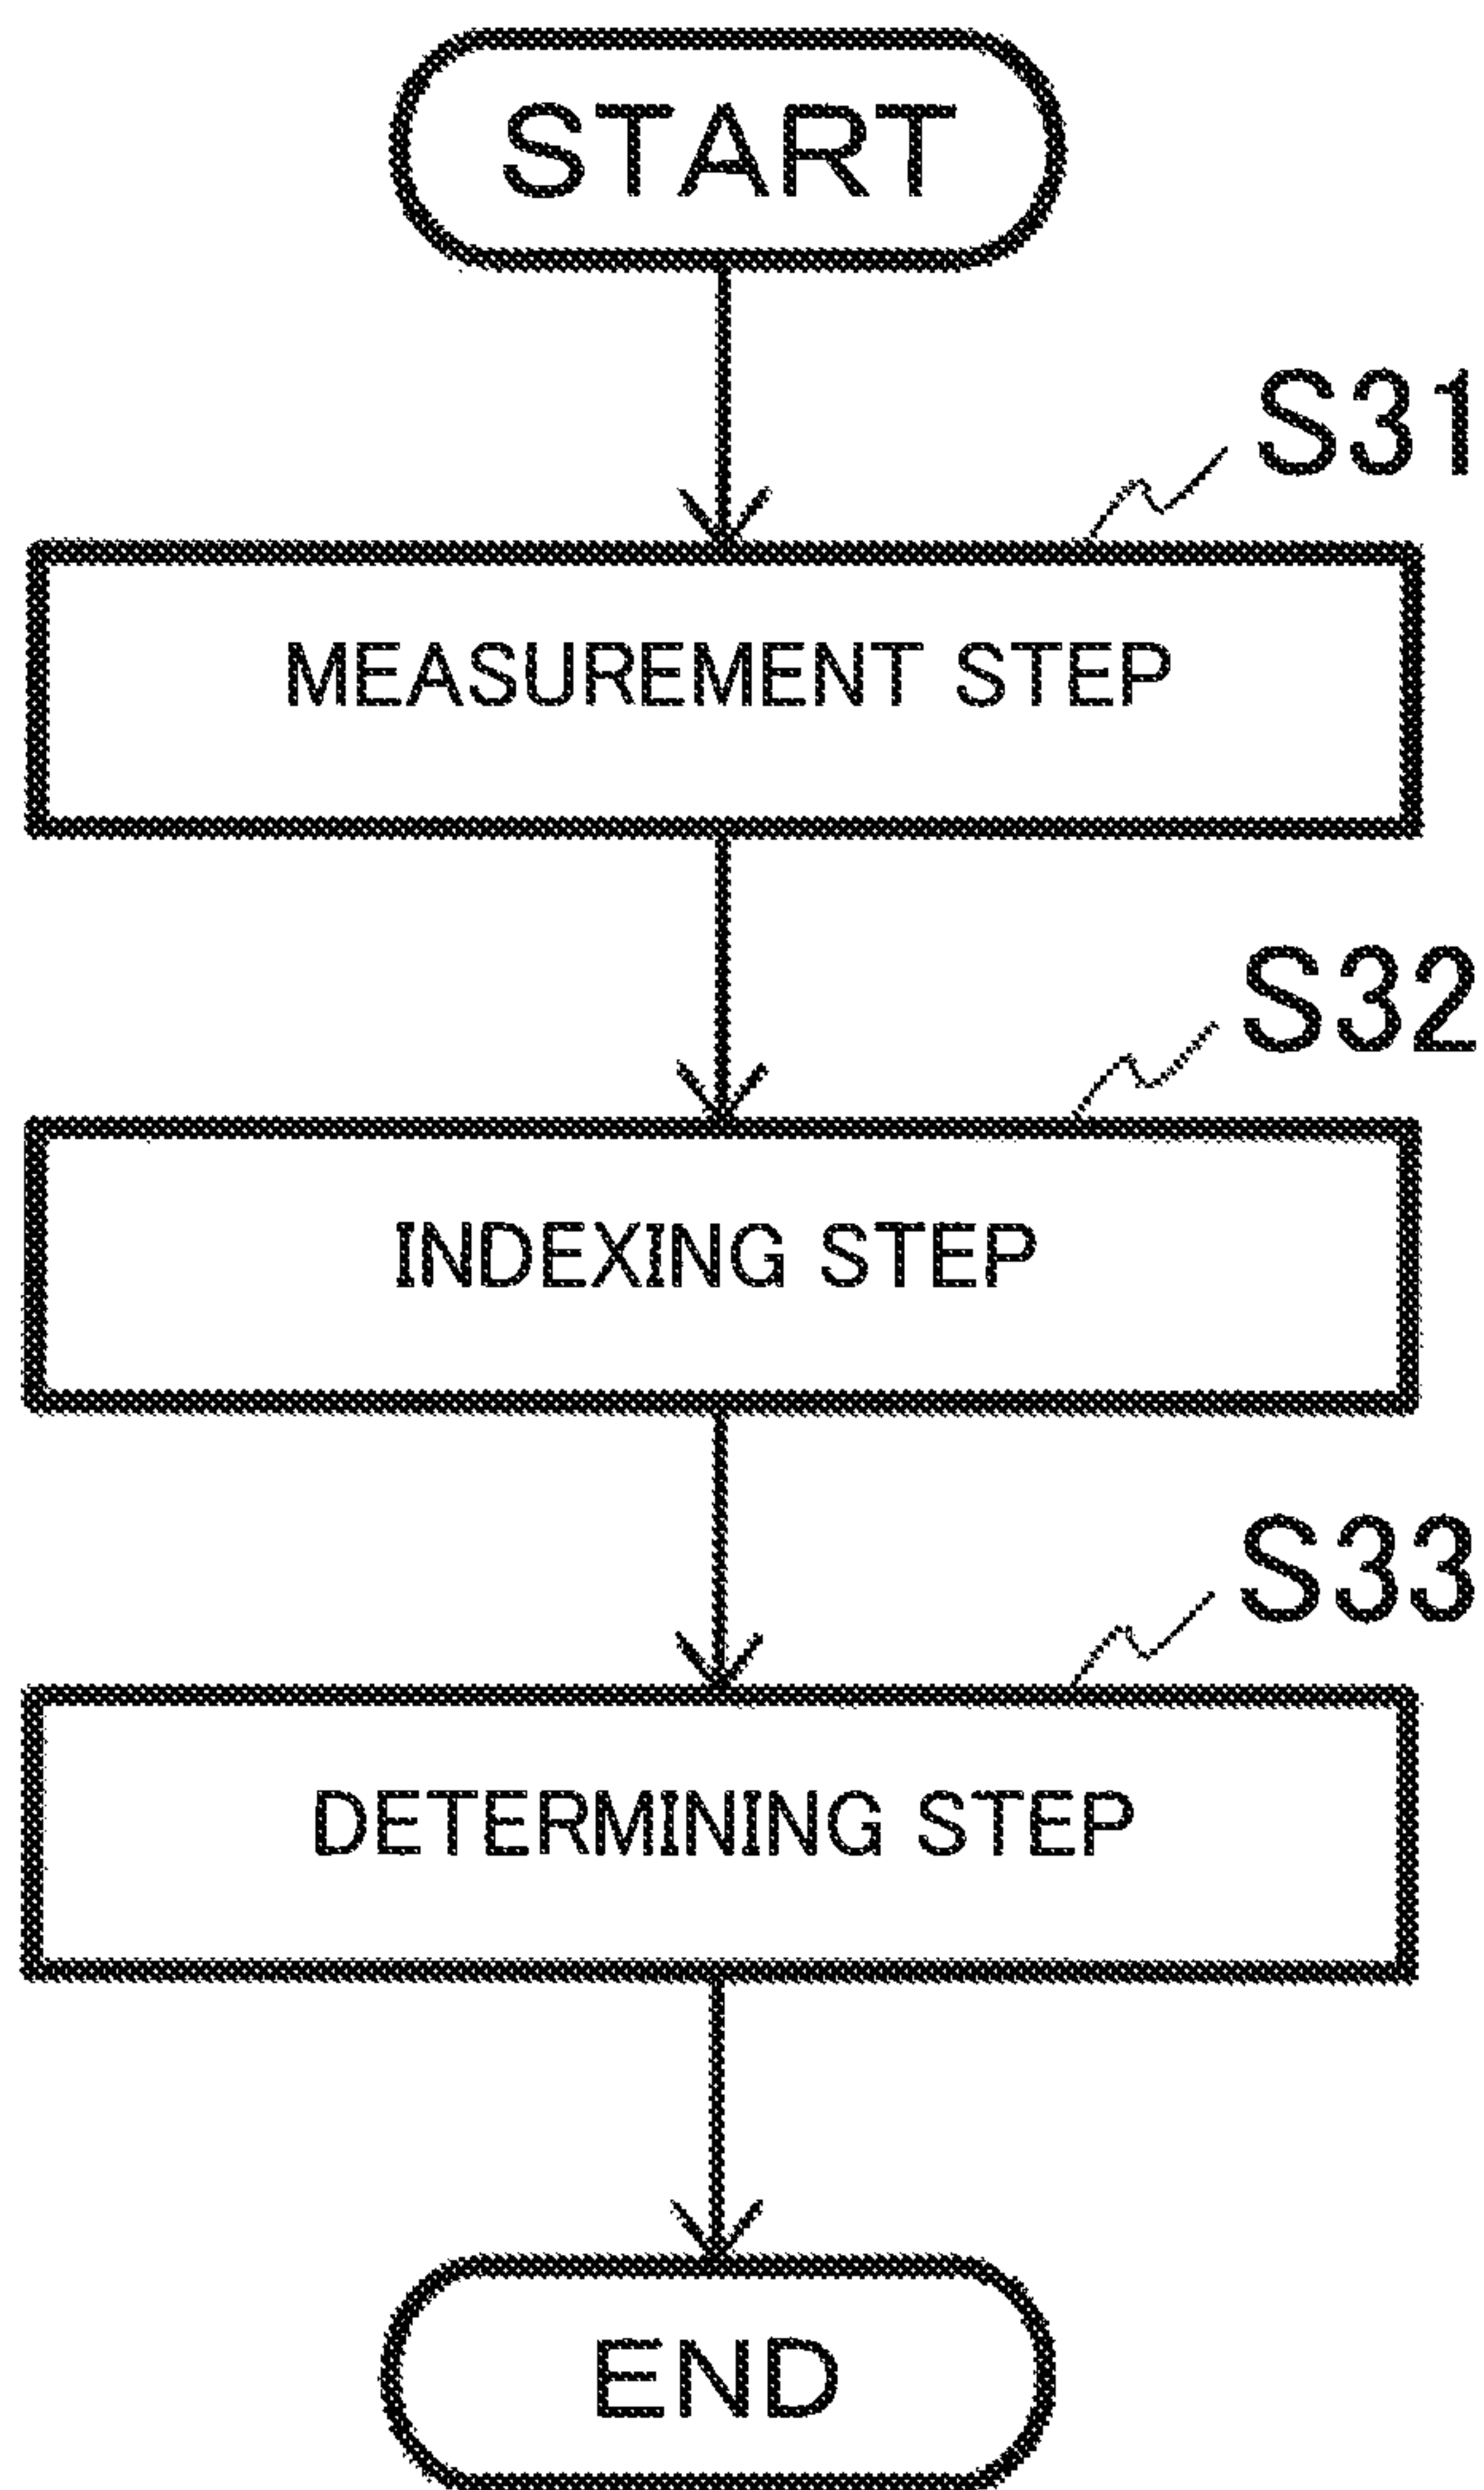 START
S31
MEASUREMENT STEP
S32
INDEXING STEP
S33
DETERMINING STEP
END